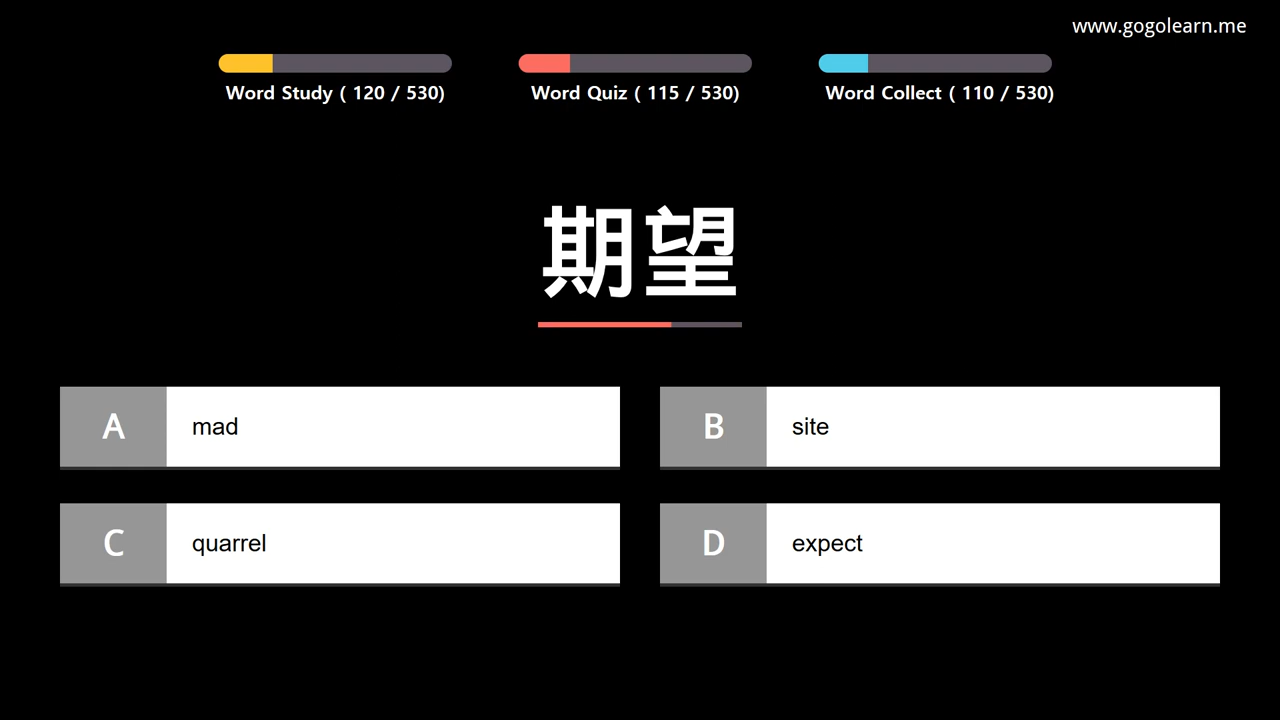 www.gogolearn.me
Word Study ( 120 / 530)
Word Quiz ( 115 / 530)
Word Collect ( 110 / 530)
期望
A mad
B site
C quarrel
D expect